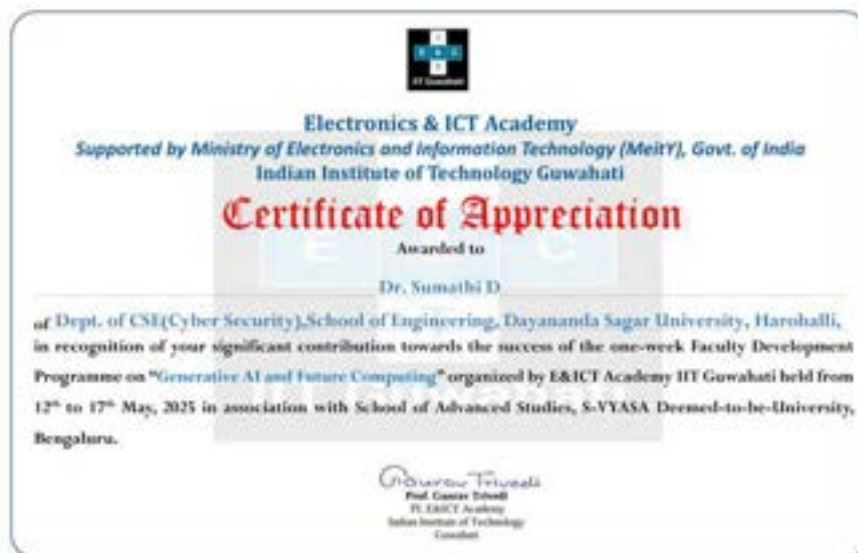 E & C
IIT Guwahati
Electronics & ICT Academy
Supported by Ministry of Electronics and Information Technology (MeitY), Govt. of India
Indian Institute of Technology Guwahati
Certificate of Appreciation
Awarded to
E C
Dr. Sumathi D
of Dept. of CSE(Cyber Security),School of Engineering, Dayananda Sagar University, Harohalli,
in recognition of your significant contribution towards the success of the one-week Faculty Development
Programme on "Generative AI and Future Computing" organized by E&ICT Academy IIT Guwahati held from
12th to 17th May, 2025 in association with School of Advanced Studies, S-VYASA Deemed-to-be-University,
Bengaluru.
Gaurav Trivedi
Prof. Gaurav Trivedi
PI, E&ICT Academy
Indian Institute of Technology
Guwahati